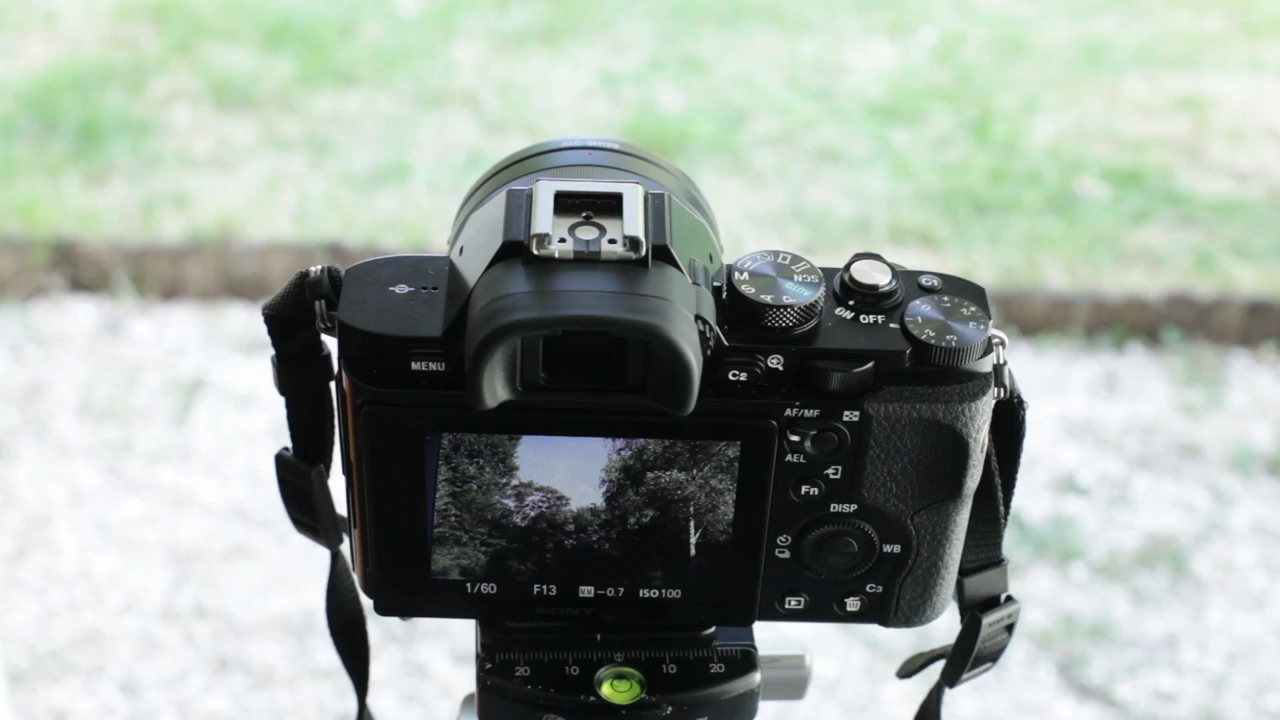 M
S
A
P
AUTO
SCN
ON OFF
C1
MENU
C2
AF/MF
AEL
Fn
DISP
WB
C3
1/60 F13 -0.7 ISO100
SONY
20 10 10 20